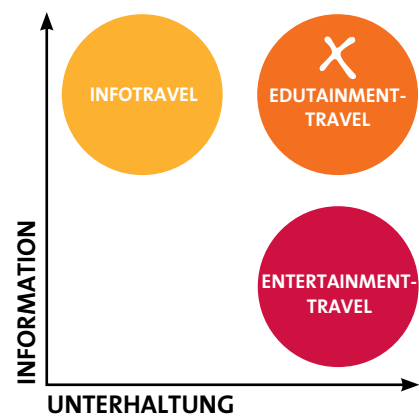 INFOTRAVEL
X
EDUTAINMENT-
TRAVEL
ENTERTAINMENT-
TRAVEL
INFORMATION
UNTERHALTUNG